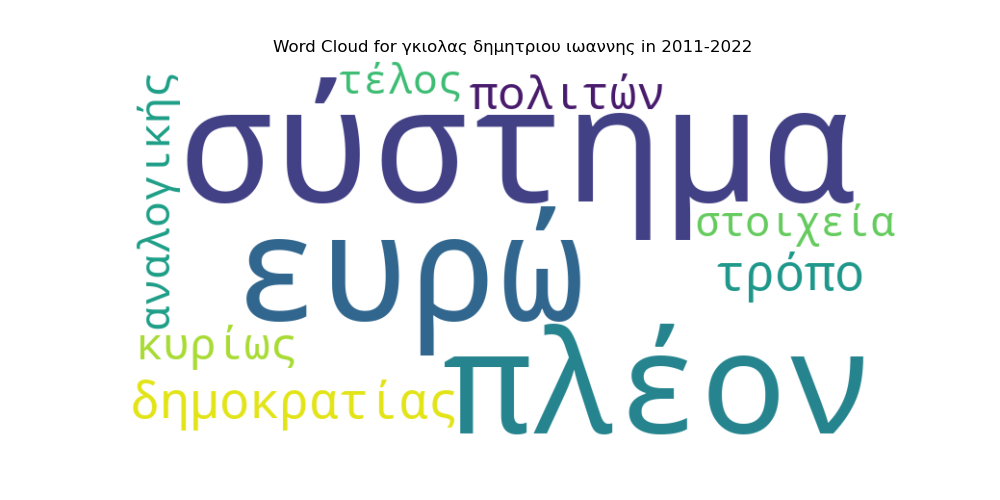 Word Cloud for γκιολας δημητριου ιωαννης in 2011-2022
τέλος
πολιτών
σύστημα
αναλογικής
στοιχεία
ευρώ
τρόπο
κυρίως
πλέον
δημοκρατίας